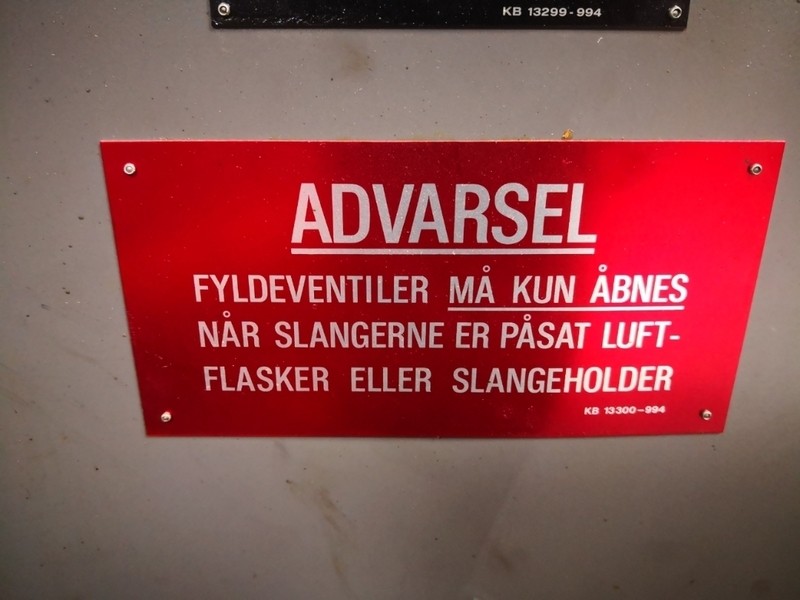 KB 13299-994
ADVARSEL
FYLDEVENTILER MÅ KUN ÅBNES
NÅR SLANGERNE ER PÅSAT LUFT-
FLASKER ELLER SLANGEHOLDER
KB 13300-994